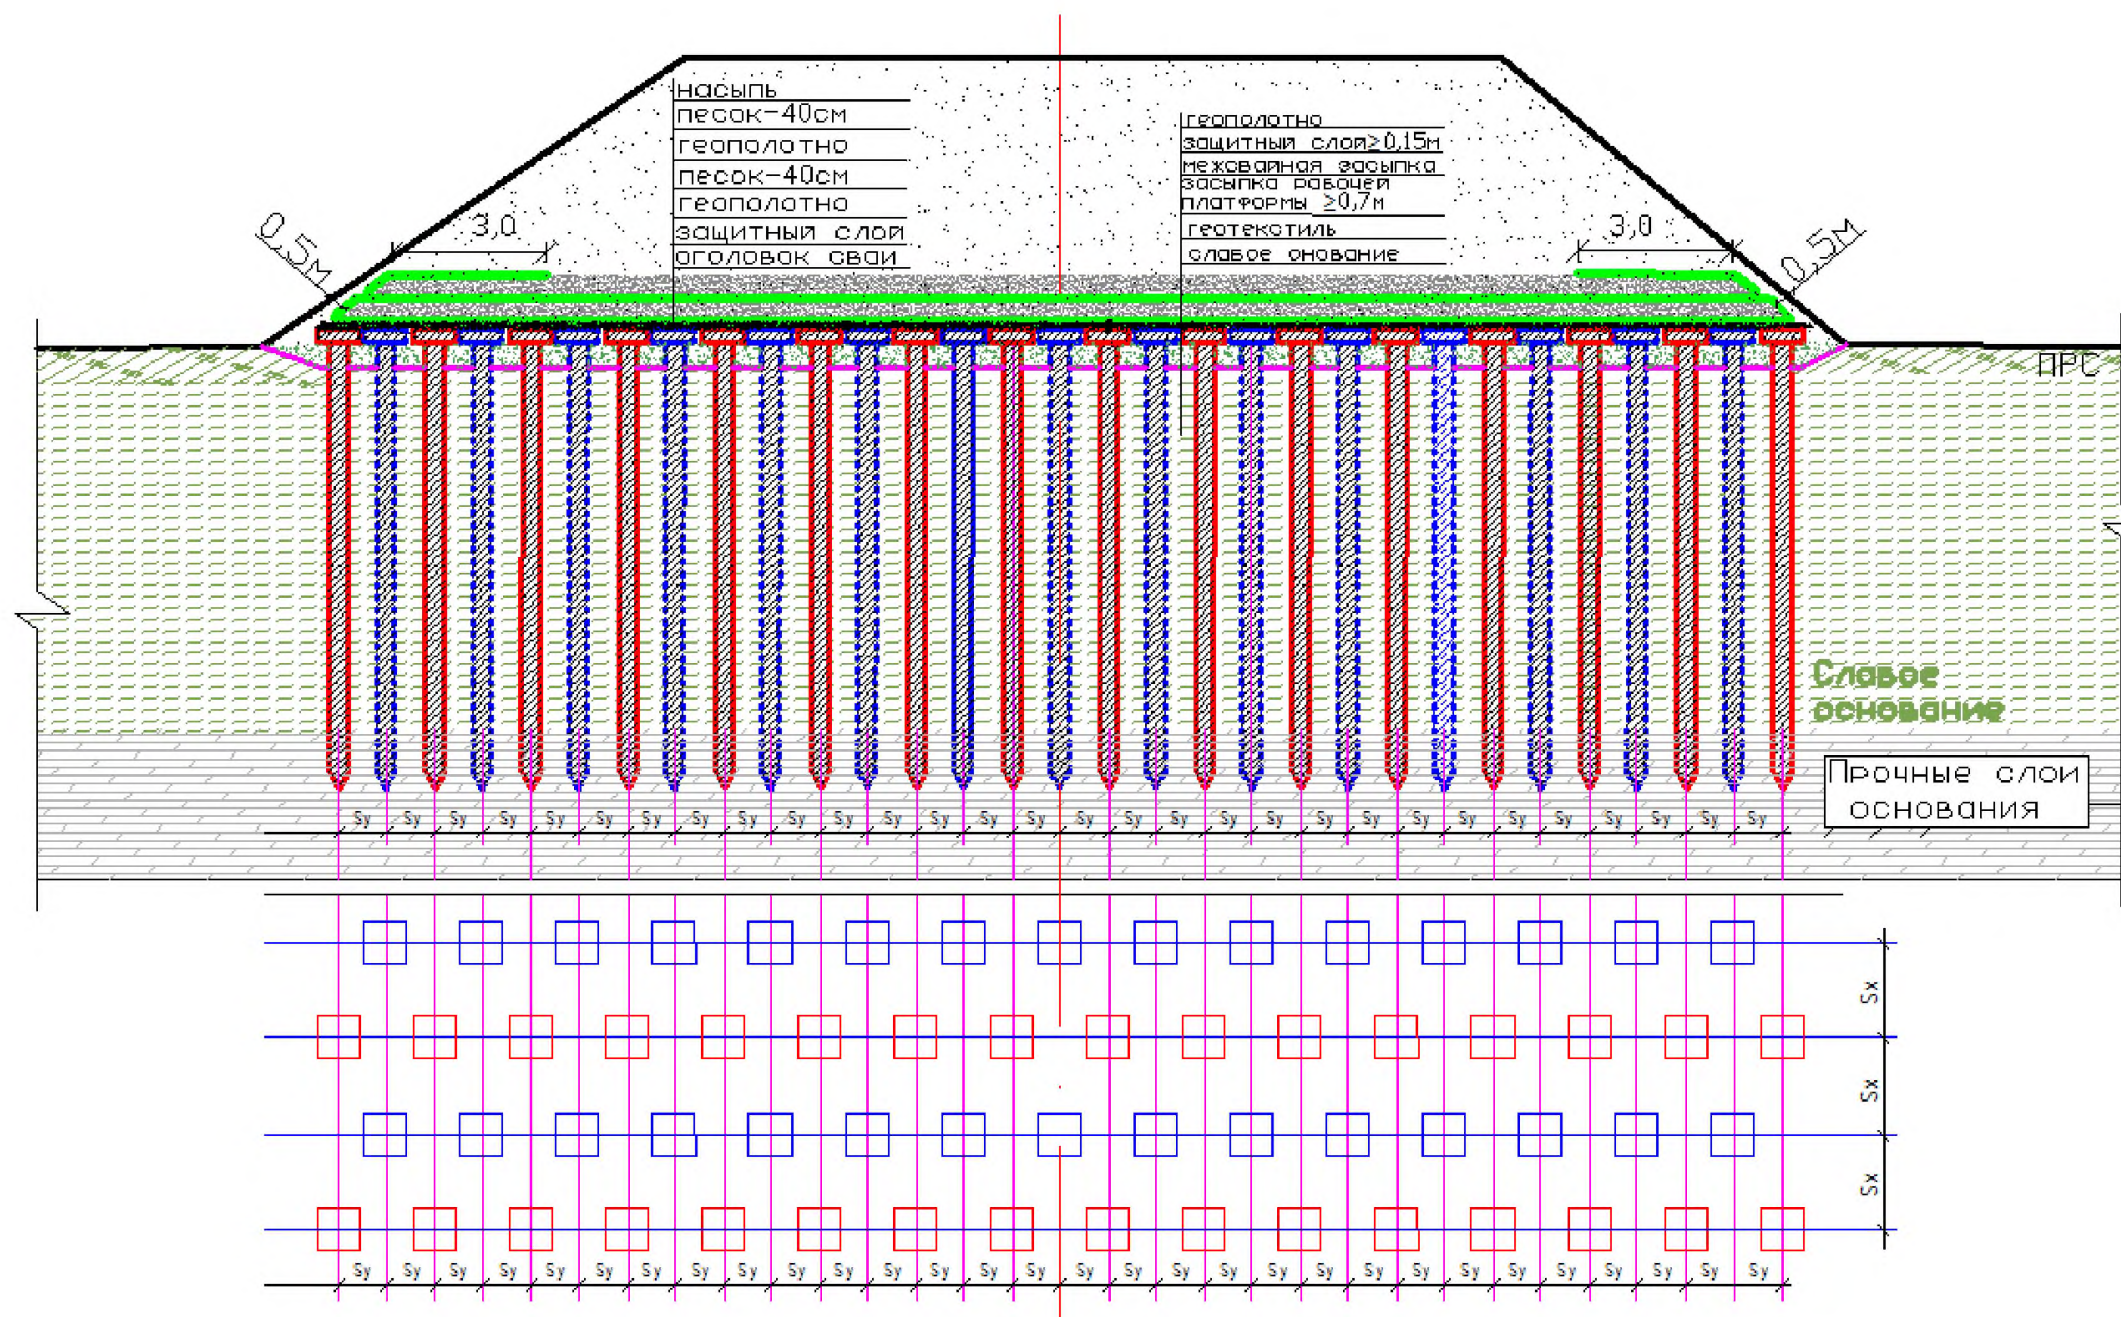 насыпь
песок-40см
геополотно
песок-40см
геополотно
защитный слой
оголовок сваи
геополотно
защитный слой≥0,15м
межсвайная засыпка
засыпка рабочей
платформы ≥0,7м
геотекстиль
слабое онование
0,5м
3,0
3,0
0,5м
ПРС
Слабое
основание
Прочные слои
основания
Sy Sy Sy Sy Sy Sy Sy Sy Sy Sy Sy Sy Sy Sy Sy Sy Sy Sy Sy Sy Sy Sy Sy Sy Sy Sy Sy Sy Sy Sy
Sx
Sx
Sx
Sy Sy Sy Sy Sy Sy Sy Sy Sy Sy Sy Sy Sy Sy Sy Sy Sy Sy Sy Sy Sy Sy Sy Sy Sy Sy Sy Sy Sy Sy